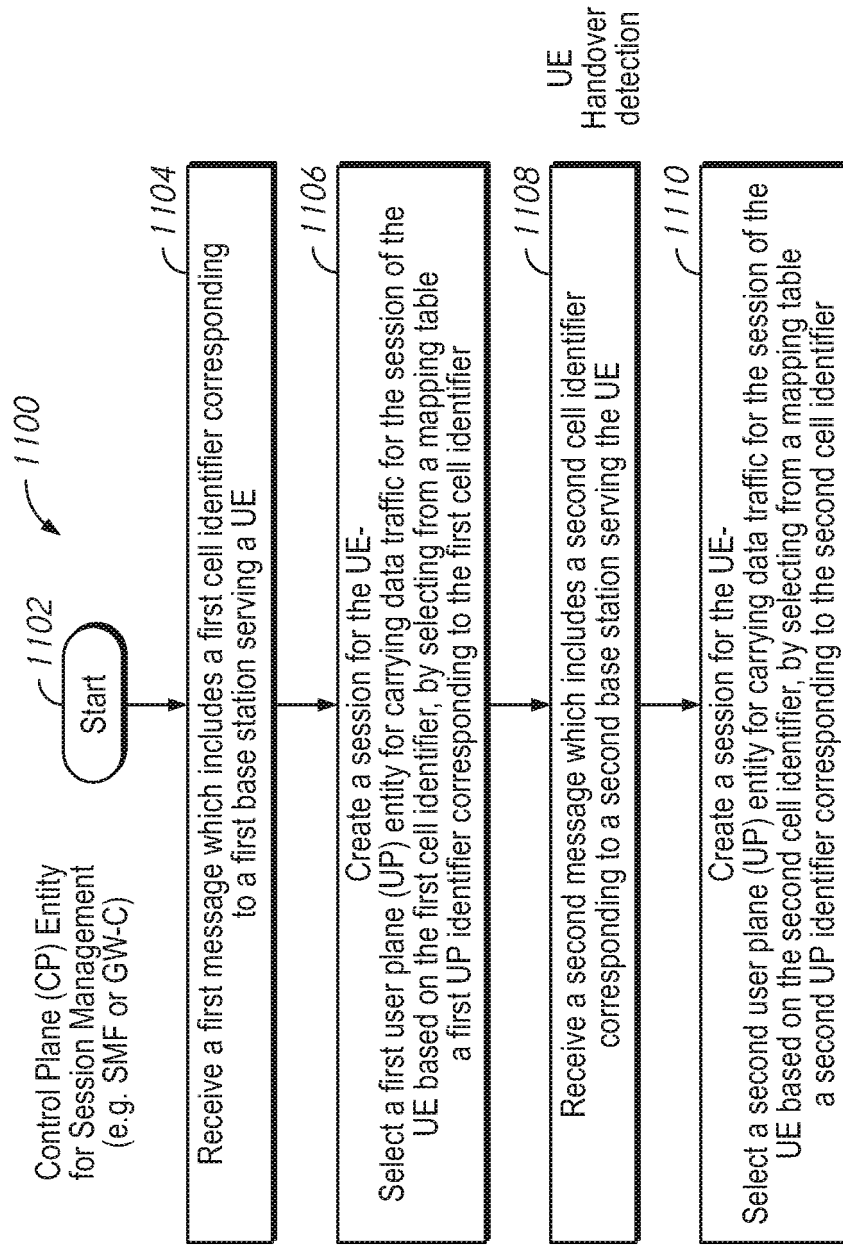 Control Plane (CP) Entity
for Session Management
(e.g. SMF or GW-C)
1100
1102
Start
1104
Receive a first message which includes a first cell identifier corresponding
to a first base station serving a UE
1106
Create a session for the UE-
Select a first user plane (UP) entity for carrying data traffic for the session of the
UE based on the first cell identifier, by selecting from a mapping table
a first UP identifier corresponding to the first cell identifier
1108
Receive a second message which includes a second cell identifier
corresponding to a second base station serving the UE
UE
Handover
detection
1110
Create a session for the UE-
Select a second user plane (UP) entity for carrying data traffic for the session of the
UE based on the second cell identifier, by selecting from a mapping table
a second UP identifier corresponding to the second cell identifier